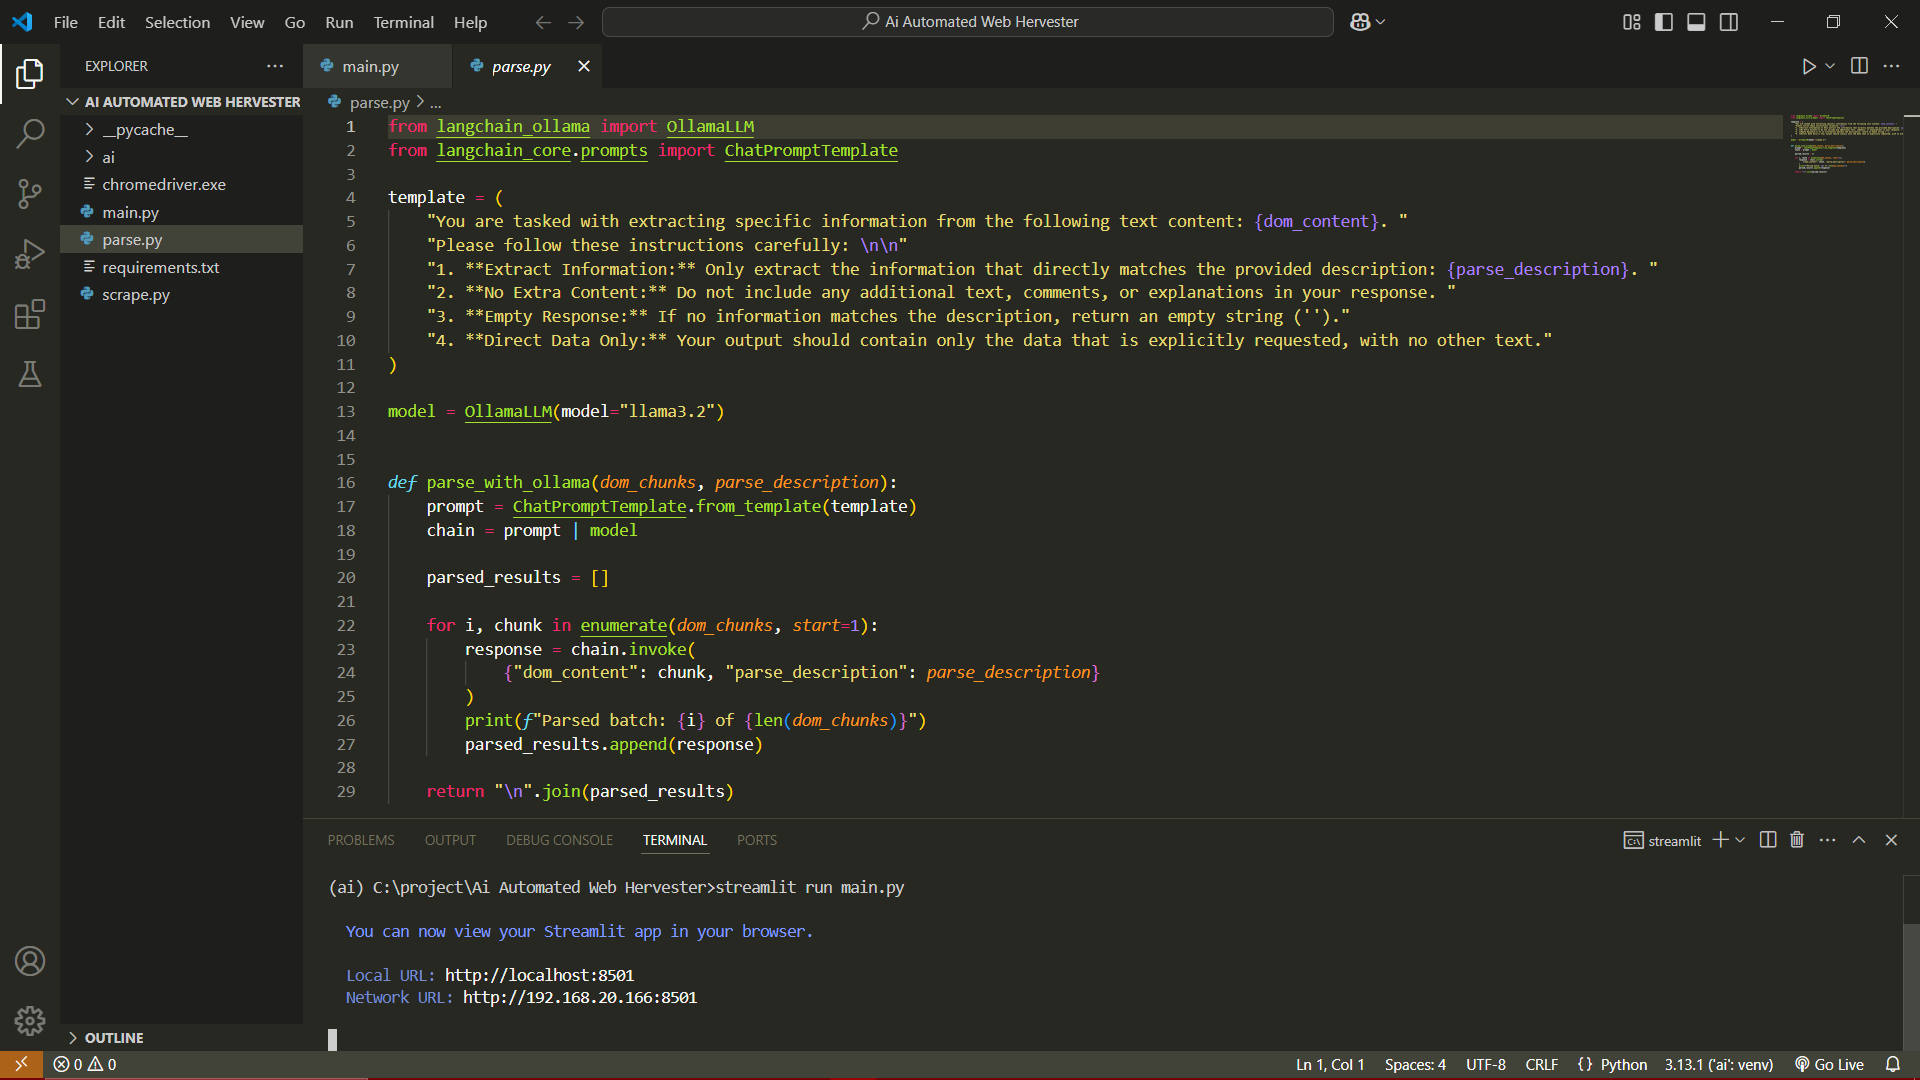 File Edit Selection View Go Run Terminal Help
Ai Automated Web Hervester
EXPLORER
main.py
parse.py
AI AUTOMATED WEB HERVESTER
__pycache__
ai
chromedriver.exe
main.py
parse.py
requirements.txt
scrape.py
OUTLINE
parse.py > ...
1 from langchain_ollama import OllamaLLM
2 from langchain_core.prompts import ChatPromptTemplate
3
4 template = (
5 "You are tasked with extracting specific information from the following text content: {dom_content}. "
6 "Please follow these instructions carefully: \n\n"
7 "1. **Extract Information:** Only extract the information that directly matches the provided description: {parse_description}. "
8 "2. **No Extra Content:** Do not include any additional text, comments, or explanations in your response. "
9 "3. **Empty Response:** If no information matches the description, return an empty string ('')."
10 "4. **Direct Data Only:** Your output should contain only the data that is explicitly requested, with no other text."
11 )
12
13 model = OllamaLLM(model="llama3.2")
14
15
16 def parse_with_ollama(dom_chunks, parse_description):
17 prompt = ChatPromptTemplate.from_template(template)
18 chain = prompt | model
19
20 parsed_results = []
21
22 for i, chunk in enumerate(dom_chunks, start=1):
23 response = chain.invoke(
24 {"dom_content": chunk, "parse_description": parse_description}
25 )
26 print(f"Parsed batch: {i} of {len(dom_chunks)}")
27 parsed_results.append(response)
28
29 return "\n".join(parsed_results)
PROBLEMS OUTPUT DEBUG CONSOLE TERMINAL PORTS
streamlit
(ai) C:\project\Ai Automated Web Hervester>streamlit run main.py
You can now view your Streamlit app in your browser.
Local URL: http://localhost:8501
Network URL: http://192.168.20.166:8501
0 0
Ln 1, Col 1 Spaces: 4 UTF-8 CRLF {} Python 3.13.1 ('ai': venv) Go Live